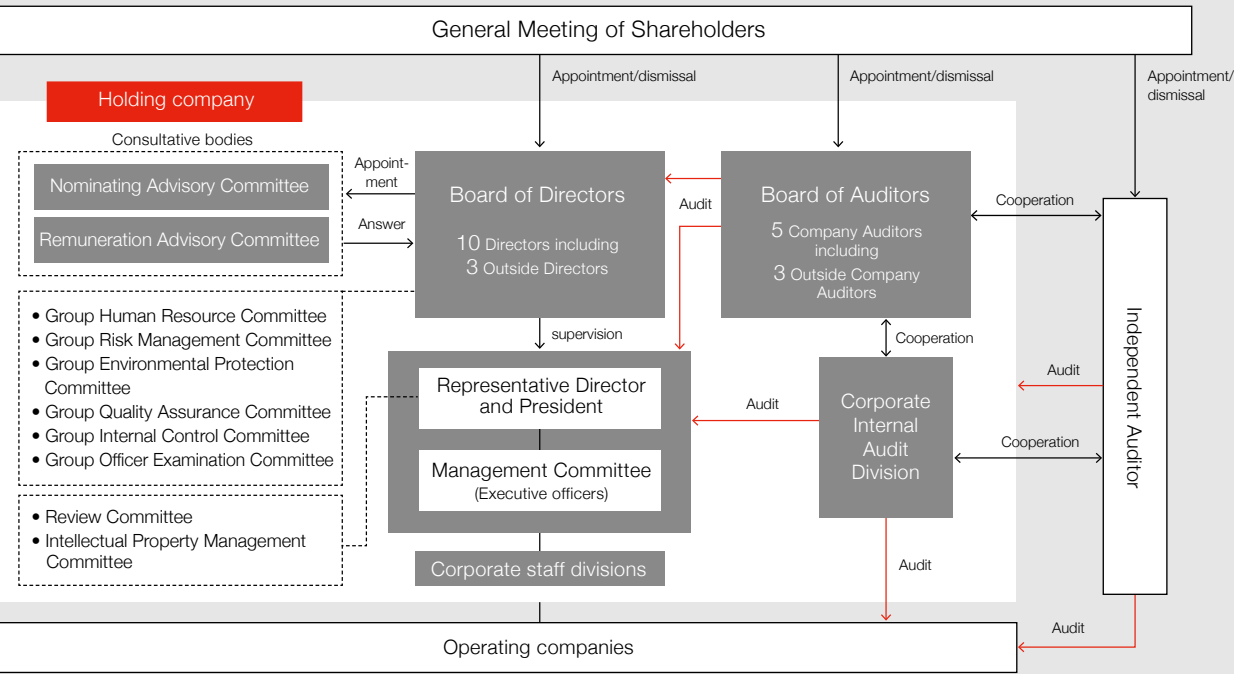 General Meeting of Shareholders
Appointment/dismissal
Appointment/dismissal
Appointment/
dismissal
Holding company
Consultative bodies
Nominating Advisory Committee
Remuneration Advisory Committee
Appoint-
ment
Answer
Board of Directors
10 Directors including
3 Outside Directors
Audit
Board of Auditors
5 Company Auditors
including
3 Outside Company
Auditors
Cooperation
• Group Human Resource Committee
• Group Risk Management Committee
• Group Environmental Protection
Committee
• Group Quality Assurance Committee
• Group Internal Control Committee
• Group Officer Examination Committee
supervision
Cooperation
Representative Director
and President
Management Committee
(Executive officers)
Audit
Corporate
Internal
Audit
Division
Audit
Cooperation
Independent Auditor
• Review Committee
• Intellectual Property Management
Committee
Corporate staff divisions
Audit
Audit
Operating companies